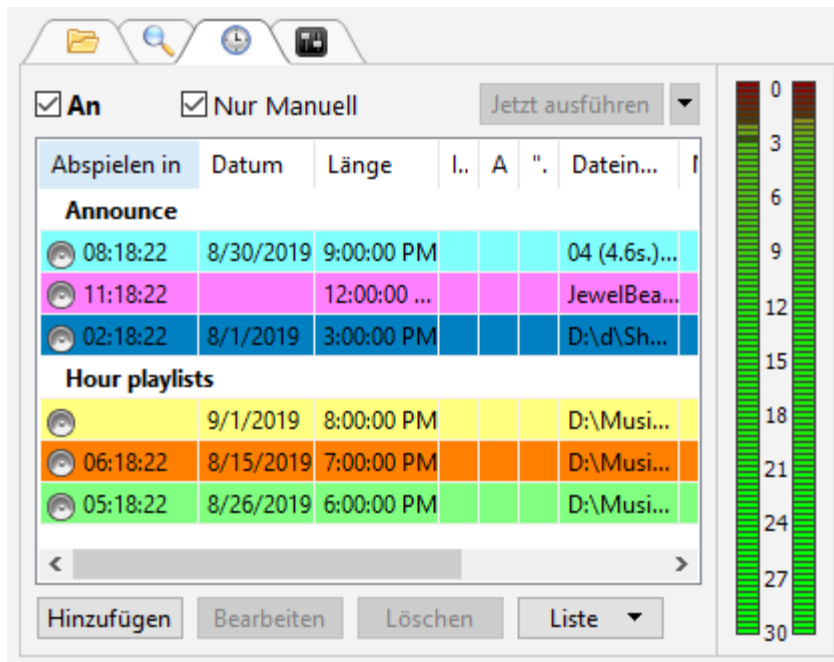 An Nur Manuell Jetzt ausführen
Abspielen in Datum Länge I.. A ". Datein...
Announce
08:18:22 8/30/2019 9:00:00 PM 04 (4.6s.)...
11:18:22 12:00:00 ... JewelBea...
02:18:22 8/1/2019 3:00:00 PM D:\d\Sh...
Hour playlists
9/1/2019 8:00:00 PM D:\Musi...
06:18:22 8/15/2019 7:00:00 PM D:\Musi...
05:18:22 8/26/2019 6:00:00 PM D:\Musi...
Hinzufügen Bearbeiten Löschen Liste
0
3
6
9
12
15
18
21
24
27
30